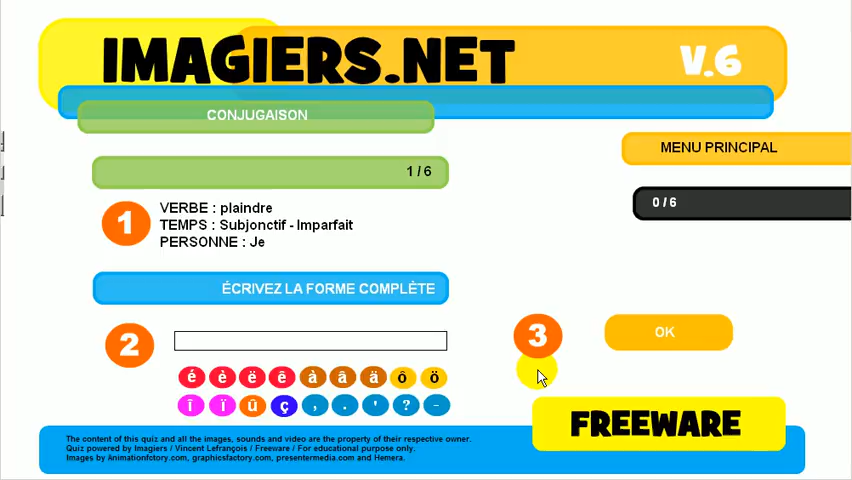 IMAGIERS.NET
V.6
CONJUGAISON
MENU PRINCIPAL
1 / 6
0 / 6
1
VERBE : plaindre
TEMPS : Subjonctif - Imparfait
PERSONNE : Je
ÉCRIVEZ LA FORME COMPLÈTE
2
3
OK
é è ë ê à â ä ô ö
î ï û ç , . ' ? -
FREEWARE
The content of this quiz and all the images, sounds and video are the property of their respective owner.
Quiz powered by Imagiers / Vincent Lefrançois / Freeware / For educational purpose only.
Images by Animationfctory.com, graphicsfactory.com, presentermedia.com and Hemera.